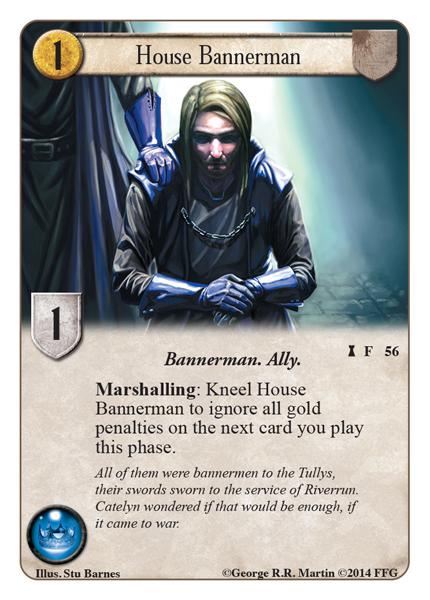 1
House Bannerman
1
Bannerman. Ally.
F 56
Marshalling: Kneel House
Bannerman to ignore all gold
penalties on the next card you play
this phase.
All of them were bannermen to the Tullys,
their swords sworn to the service of Riverrun.
Catelyn wondered if that would be enough, if
it came to war.
Illus. Stu Barnes
©George R.R. Martin ©2014 FFG